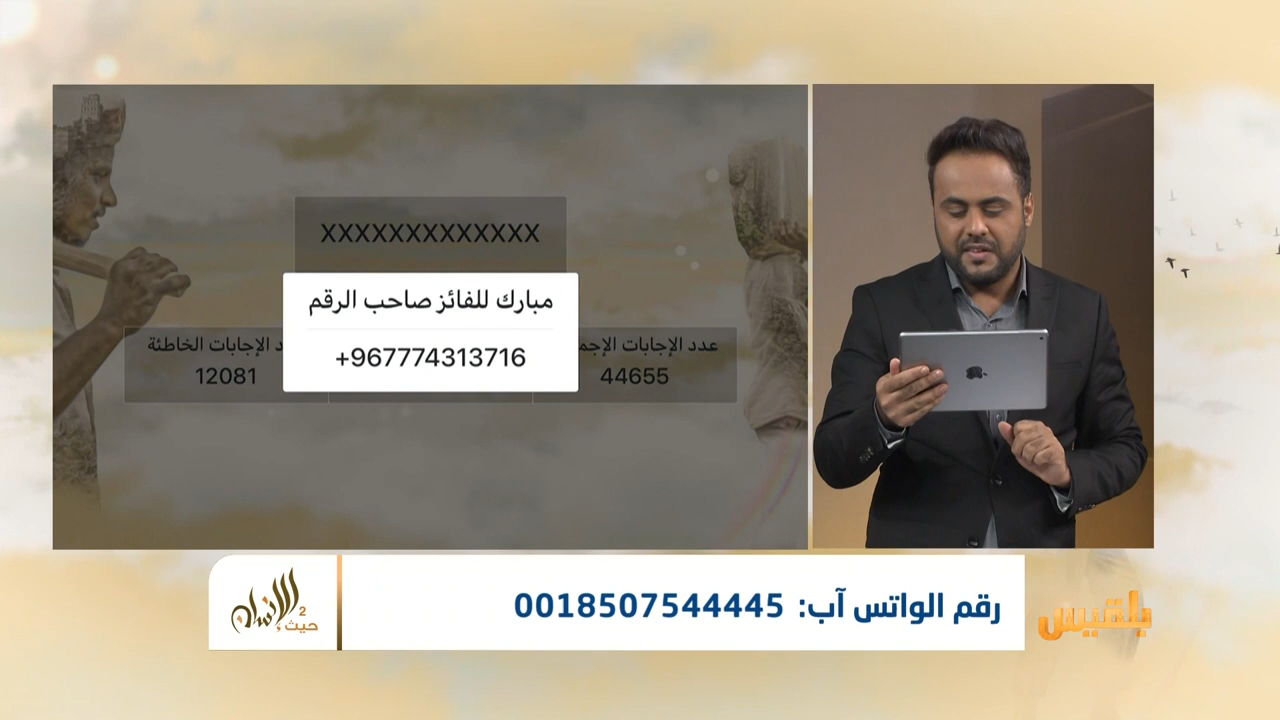 XXXXXXXXXXXXX
مبارك للفائز صاحب الرقم
+967774313716
عدد الإجابات
44655
الإجابات الخاطئة
12081
رقم الواتس آب: 0018507544445
حيث الإنسان 2
بلقيس